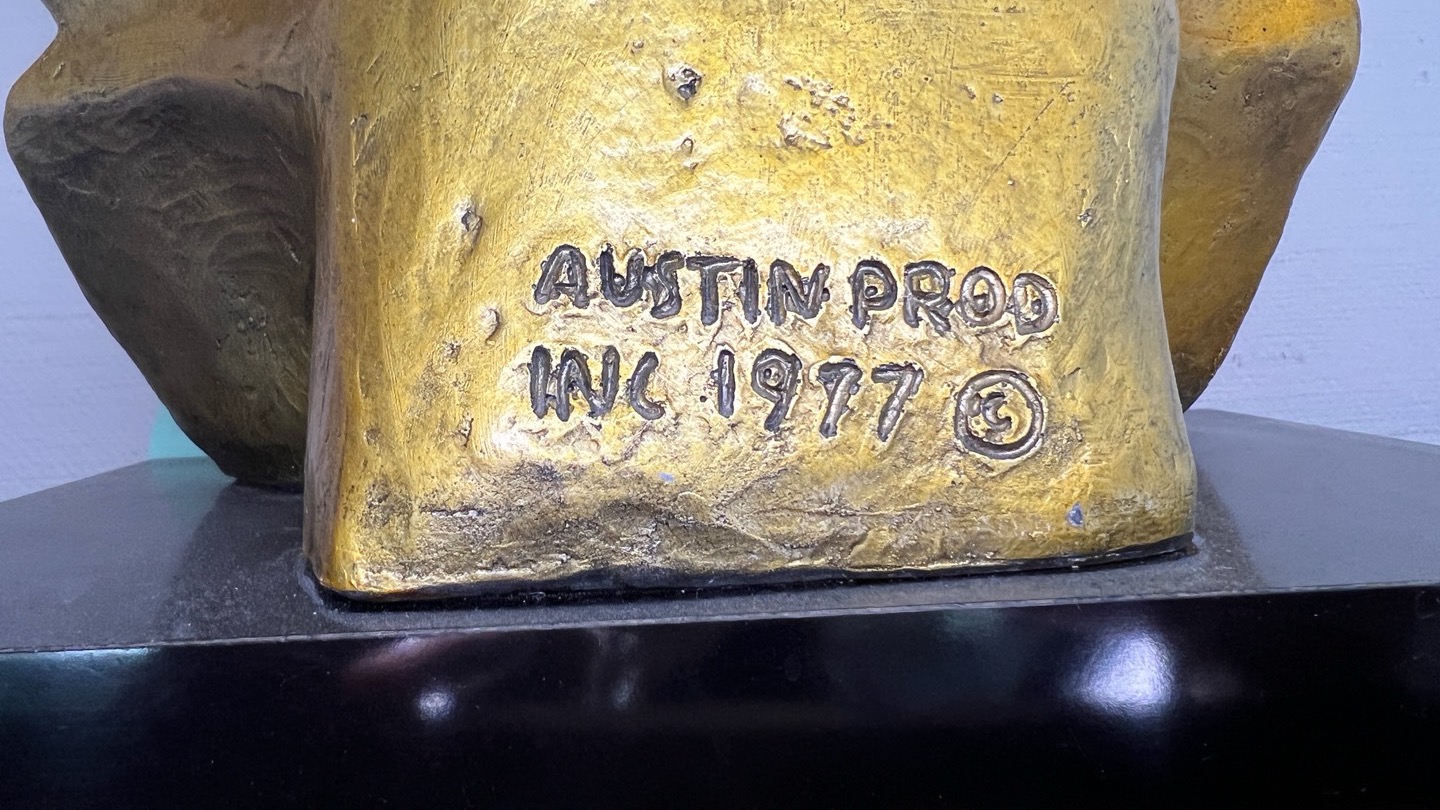 AUSTIN PROD
INC 1977 ©